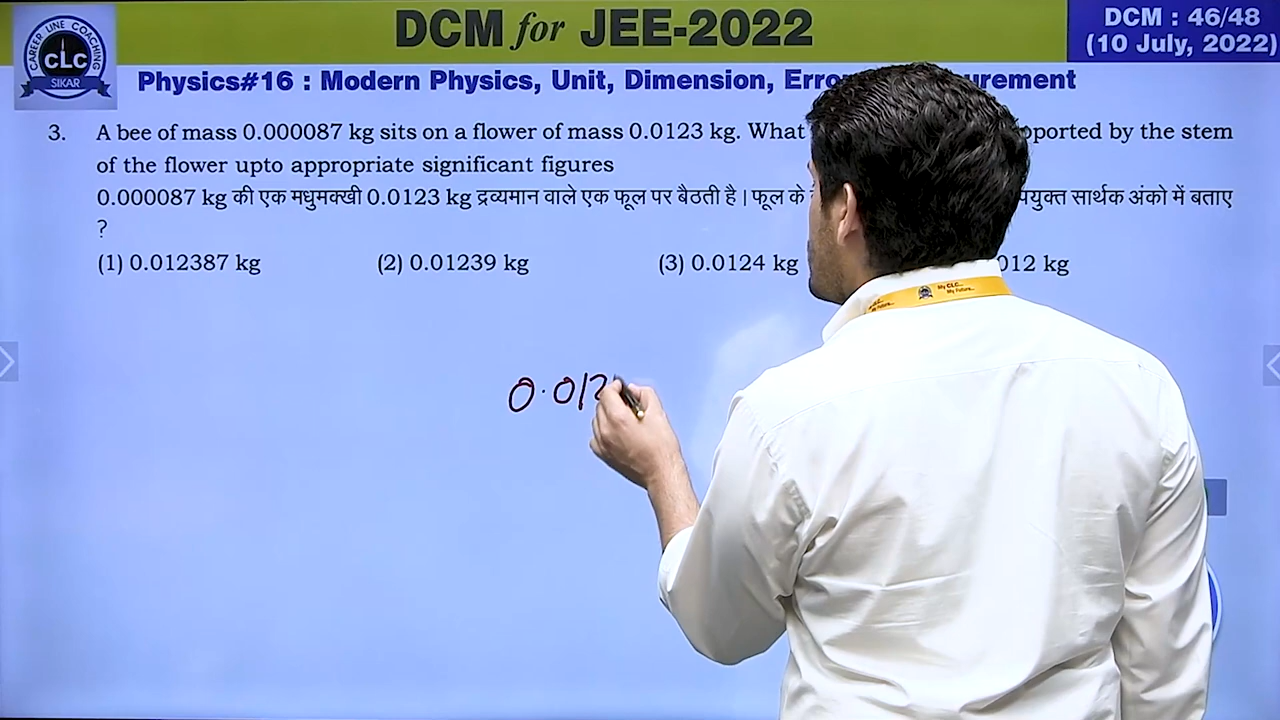 CAREER LINE COACHING
CLC
SIKAR
DCM for JEE-2022
DCM : 46/48
(10 July, 2022)
Physics#16 : Modern Physics, Unit, Dimension,
3. A bee of mass 0.000087 kg sits on a flower of mass 0.0123 kg. What pported by the stem
of the flower upto appropriate significant figures
0.000087 kg की एक मधुमक्खी 0.0123 kg द्रव्यमान वाले एक फूल पर बैठती है। फूल के पयुक्त सार्थक अंको में बताए
?
(1) 0.012387 kg (2) 0.01239 kg (3) 0.0124 kg 012 kg
My CLC...
My Future...
0.012